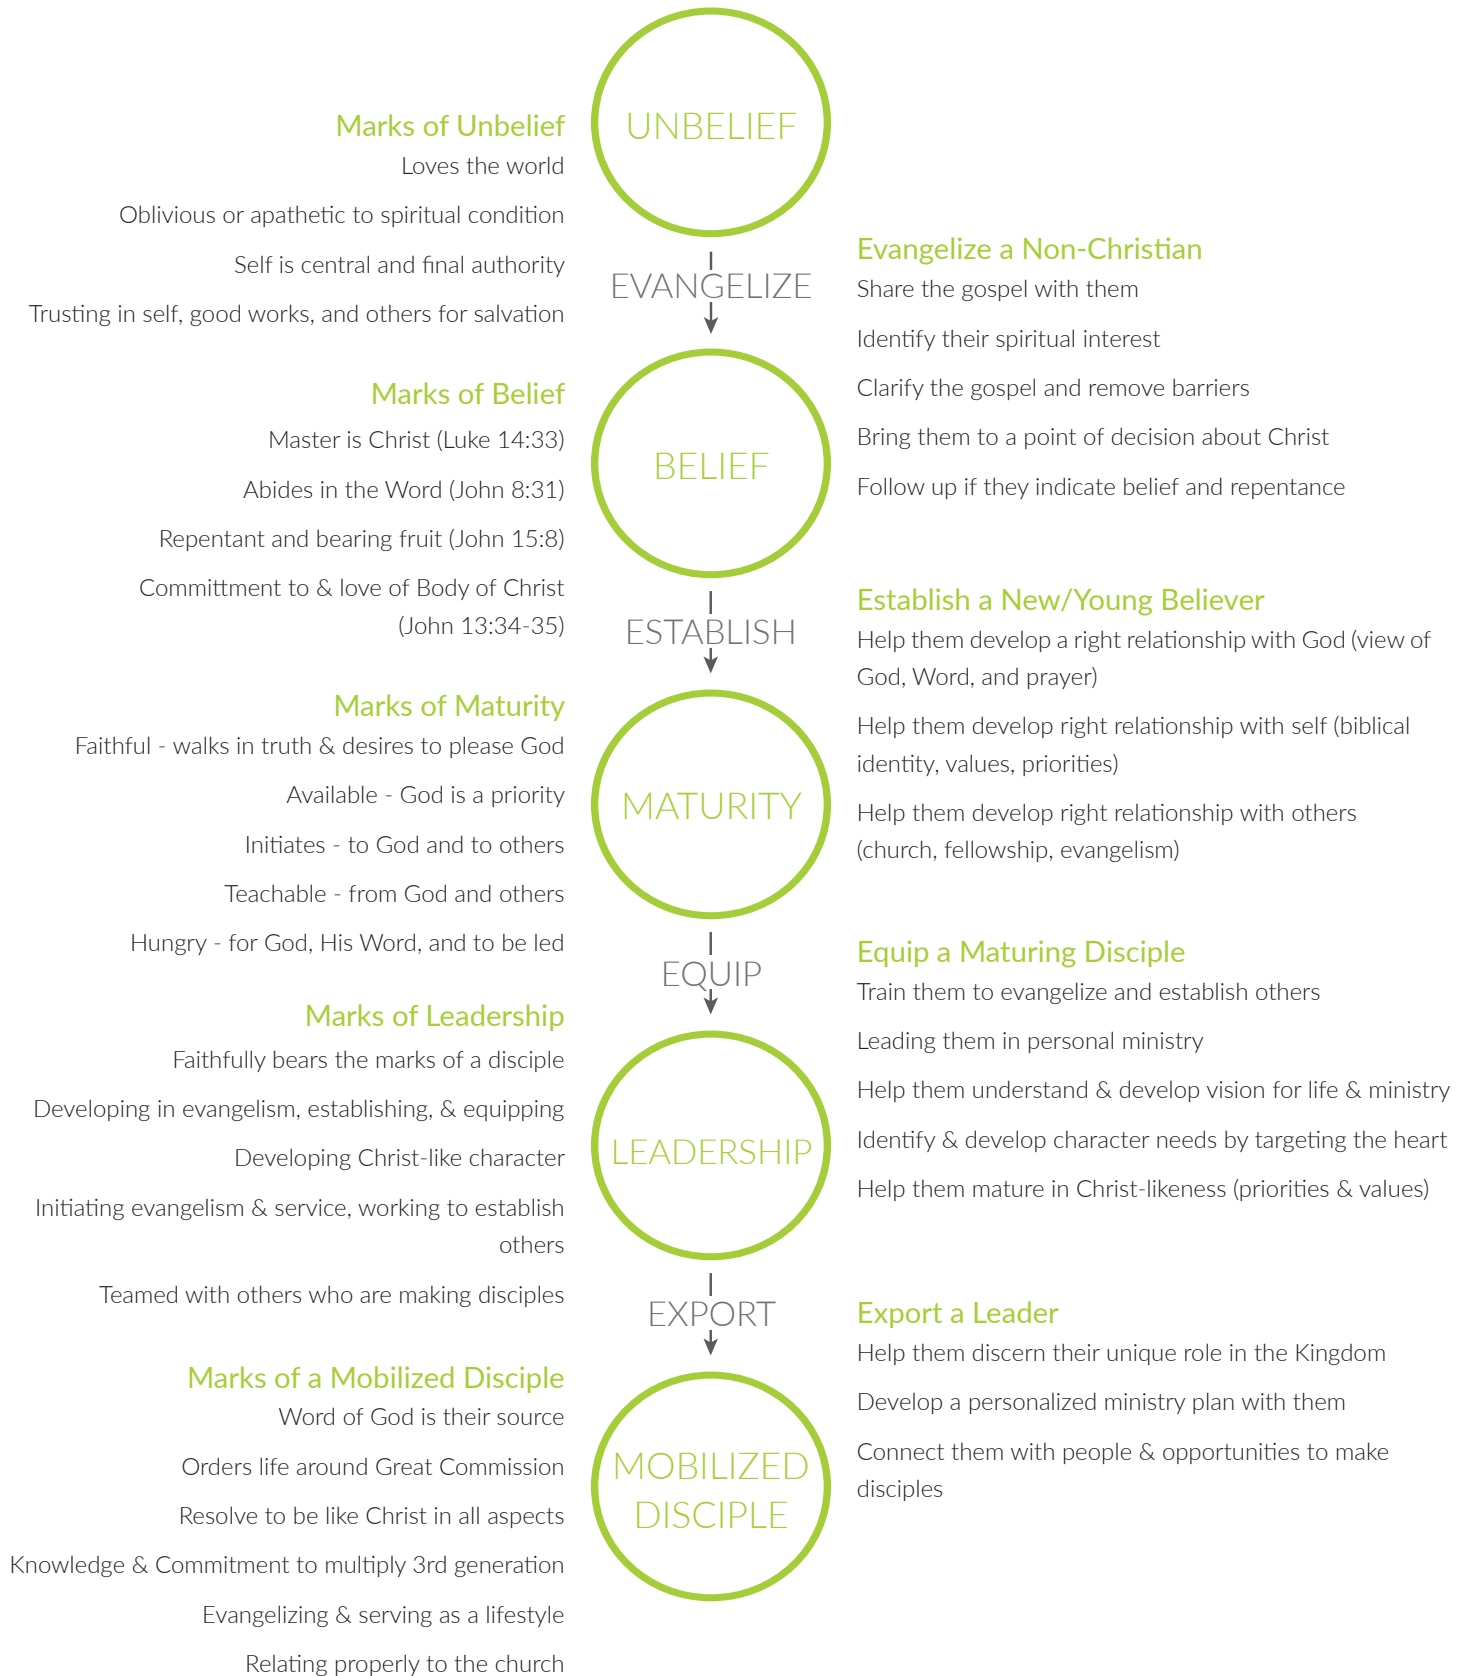 UNBELIEF
Marks of Unbelief
Loves the world
Oblivious or apathetic to spiritual condition
Self is central and final authority
Trusting in self, good works, and others for salvation
EVANGELIZE
Evangelize a Non-Christian
Share the gospel with them
Identify their spiritual interest
Clarify the gospel and remove barriers
Bring them to a point of decision about Christ
Follow up if they indicate belief and repentance
BELIEF
Marks of Belief
Master is Christ (Luke 14:33)
Abides in the Word (John 8:31)
Repentant and bearing fruit (John 15:8)
Committment to & love of Body of Christ
(John 13:34-35)
ESTABLISH
Establish a New/Young Believer
Help them develop a right relationship with God (view of
God, Word, and prayer)
Help them develop right relationship with self (biblical
identity, values, priorities)
Help them develop right relationship with others
(church, fellowship, evangelism)
MATURITY
Marks of Maturity
Faithful - walks in truth & desires to please God
Available - God is a priority
Initiates - to God and to others
Teachable - from God and others
Hungry - for God, His Word, and to be led
EQUIP
Equip a Maturing Disciple
Train them to evangelize and establish others
Leading them in personal ministry
Help them understand & develop vision for life & ministry
Identify & develop character needs by targeting the heart
Help them mature in Christ-likeness (priorities & values)
LEADERSHIP
Marks of Leadership
Faithfully bears the marks of a disciple
Developing in evangelism, establishing, & equipping
Developing Christ-like character
Initiating evangelism & service, working to establish
others
Teamed with others who are making disciples
EXPORT
Export a Leader
Help them discern their unique role in the Kingdom
Develop a personalized ministry plan with them
Connect them with people & opportunities to make
disciples
MOBILIZED
DISCIPLE
Marks of a Mobilized Disciple
Word of God is their source
Orders life around Great Commission
Resolve to be like Christ in all aspects
Knowledge & Commitment to multiply 3rd generation
Evangelizing & serving as a lifestyle
Relating properly to the church